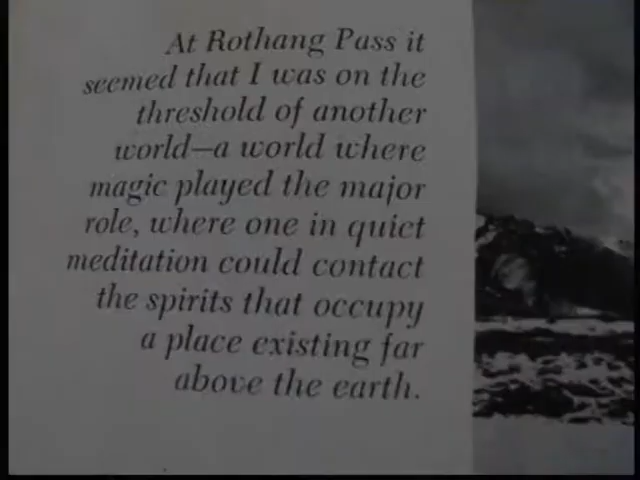 At Rothang Pass it
seemed that I was on the
threshold of another
world—a world where
magic played the major
role, where one in quiet
meditation could contact
the spirits that occupy
a place existing far
above the earth.